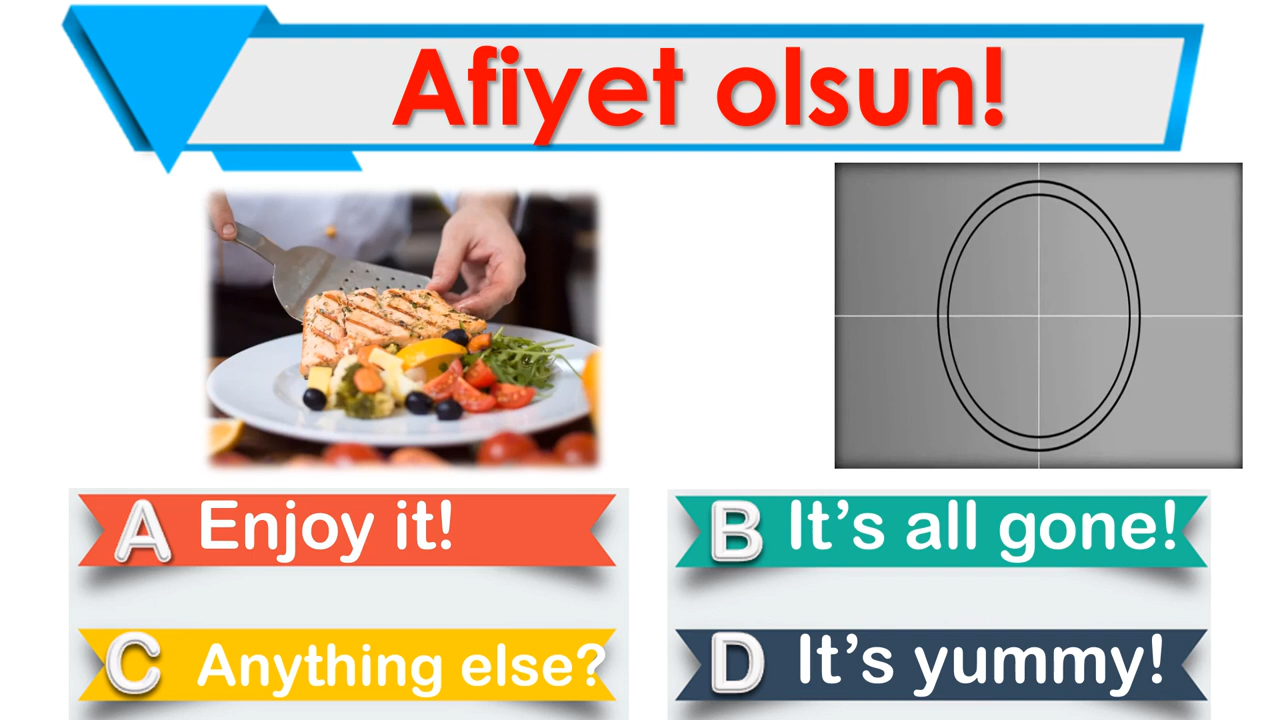 Afiyet olsun!
A Enjoy it!
B It's all gone!
C Anything else?
D It's yummy!